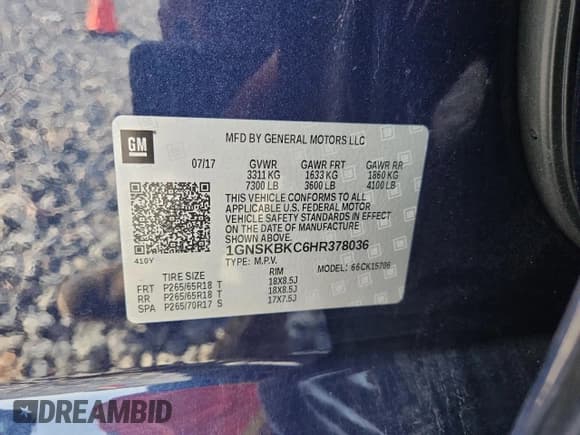 GM
MFD BY GENERAL MOTORS LLC
07/17 GVWR GAWR FRT GAWR RR
3311 KG 1633 KG 1860 KG
7300 LB 3600 LB 4100 LB
THIS VEHICLE CONFORMS TO ALL
APPLICABLE U.S. FEDERAL MOTOR
VEHICLE SAFETY STANDARDS IN EFFECT
ON THE DATE OF MANUFACTURE
SHOWN ABOVE.
1GNSKBKC6HR378036
410Y TYPE: M.P.V. MODEL: 66CK15706
TIRE SIZE RIM
FRT P265/65R18 T 18X8.5J
RR P265/65R18 T 18X8.5J
SPA P265/70R17 S 17X7.5J
DREAMBID